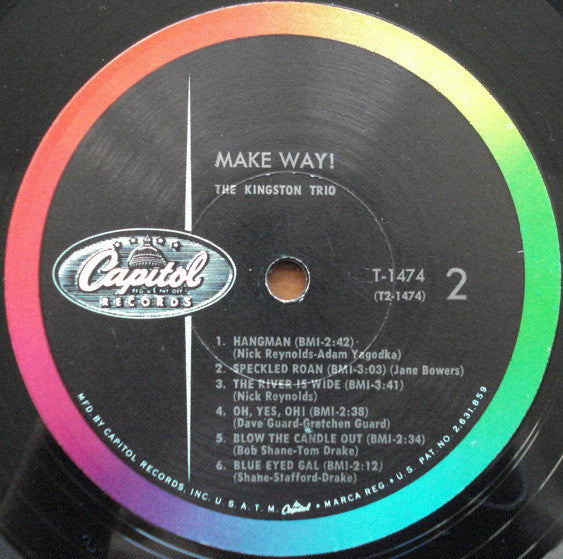 MAKE WAY!
THE KINGSTON TRIO
Capitol
REG. U.S. PAT. OFF.
RECORDS
T-1474
(T2-1474)
2
1. HANGMAN (BMI-2:42)
(Nick Reynolds-Adam Yagodka)
2. SPECKLED ROAN (BMI-3:03) (Jane Bowers)
3. THE RIVER IS WIDE (BMI-3:41)
(Nick Reynolds)
4. OH, YES, OH! (BMI-2:38)
(Dave Guard-Gretchen Guard)
5. BLOW THE CANDLE OUT (BMI-2:34)
(Bob Shane-Tom Drake)
6. BLUE EYED GAL (BMI-2:12)
(Shane-Stafford-Drake)
MFD. BY CAPITOL RECORDS, INC. U. S. A. T. M. Capitol • MARCA REG. • U. S. PAT. NO. 2,631,859